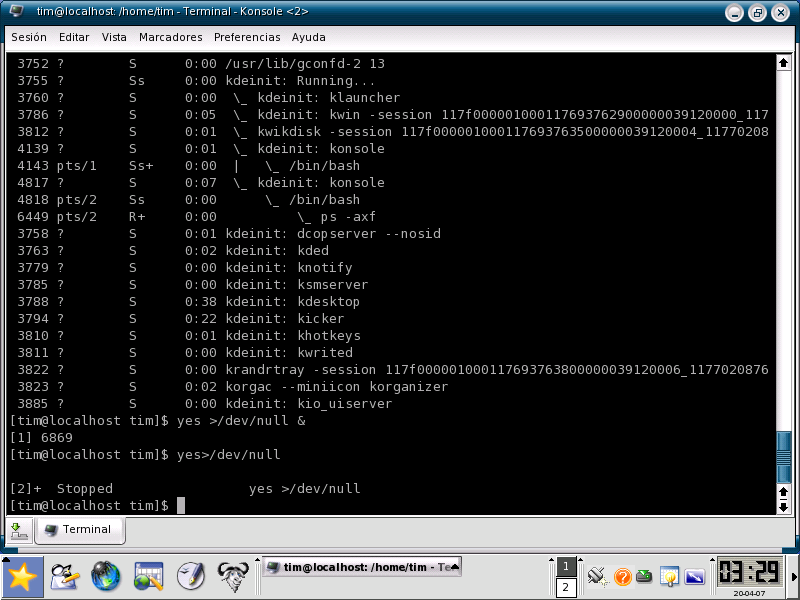 tim@localhost: /home/tim - Terminal - Konsole <2>
Sesión Editar Vista Marcadores Preferencias Ayuda
3752 ? S 0:00 /usr/lib/gconfd-2 13
3755 ? Ss 0:00 kdeinit: Running...
3760 ? S 0:00 \_ kdeinit: klauncher
3786 ? S 0:05 \_ kdeinit: kwin -session 117f000001000117693762900000039120000_117
3812 ? S 0:01 \_ kwikdisk -session 117f000001000117693763500000039120004_11770208
4139 ? S 0:01 \_ kdeinit: konsole
4143 pts/1 Ss+ 0:00 | \_ /bin/bash
4817 ? S 0:07 \_ kdeinit: konsole
4818 pts/2 Ss 0:00 \_ /bin/bash
6449 pts/2 R+ 0:00 \_ ps -axf
3758 ? S 0:01 kdeinit: dcopserver --nosid
3763 ? S 0:02 kdeinit: kded
3779 ? S 0:00 kdeinit: knotify
3785 ? S 0:00 kdeinit: ksmserver
3788 ? S 0:38 kdeinit: kdesktop
3794 ? S 0:22 kdeinit: kicker
3810 ? S 0:01 kdeinit: khotkeys
3811 ? S 0:00 kdeinit: kwrited
3822 ? S 0:00 krandrtray -session 117f000001000117693763800000039120006_1177020876
3823 ? S 0:02 korgac --miniicon korganizer
3885 ? S 0:00 kdeinit: kio_uiserver
[tim@localhost tim]$ yes >/dev/null &
[1] 6869
[tim@localhost tim]$ yes>/dev/null
[2]+ Stopped yes >/dev/null
[tim@localhost tim]$
Terminal
tim@localhost: /home/tim - Te
1
2
03:29
20-04-07